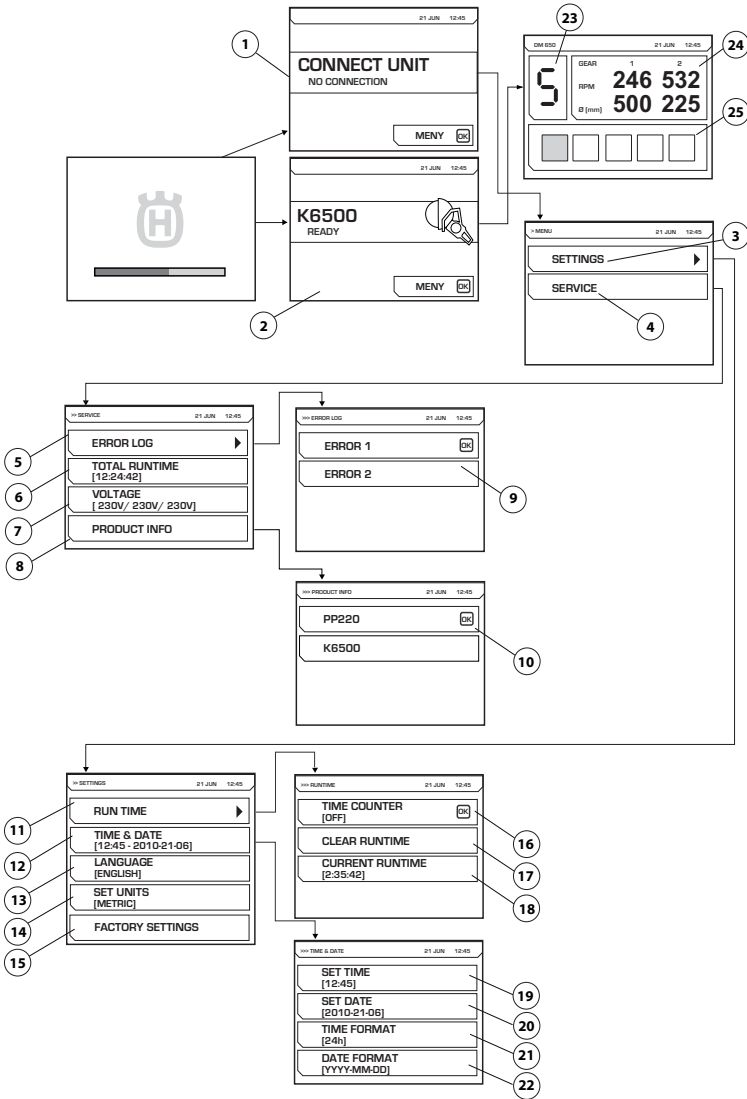 21 JUN 12:45
1
CONNECT UNIT
NO CONNECTION
MENY OK
23
DM 650 21 JUN 12:45
24
GEAR 1 2
5
RPM 246 532
Ø [mm] 500 225
25
H
21 JUN 12:45
K6500
READY
MENY OK
2
> MENU 21 JUN 12:45
3
SETTINGS
SERVICE
4
>> SERVICE 21 JUN 12:45
5
ERROR LOG
6
TOTAL RUNTIME
[12:24:42]
7
VOLTAGE
[ 230V/ 230V/ 230V]
8
PRODUCT INFO
>>> ERROR LOG 21 JUN 12:45
ERROR 1 OK
ERROR 2
9
>>> PRODUCT INFO 21 JUN 12:45
PP220 OK
10
K6500
>> SETTINGS 21 JUN 12:45
11
RUN TIME
12
TIME & DATE
[12:45 - 2010-21-06]
13
LANGUAGE
[ENGLISH]
14
SET UNITS
[METRIC]
15
FACTORY SETTINGS
>>> RUNTIME 21 JUN 12:45
TIME COUNTER
[OFF] OK
16
CLEAR RUNTIME
17
CURRENT RUNTIME
[2:35:42]
18
>>> TIME & DATE 21 JUN 12:45
SET TIME
[12:45]
19
SET DATE
[2010-21-06]
20
TIME FORMAT
[24h]
21
DATE FORMAT
[YYYY-MM-DD]
22